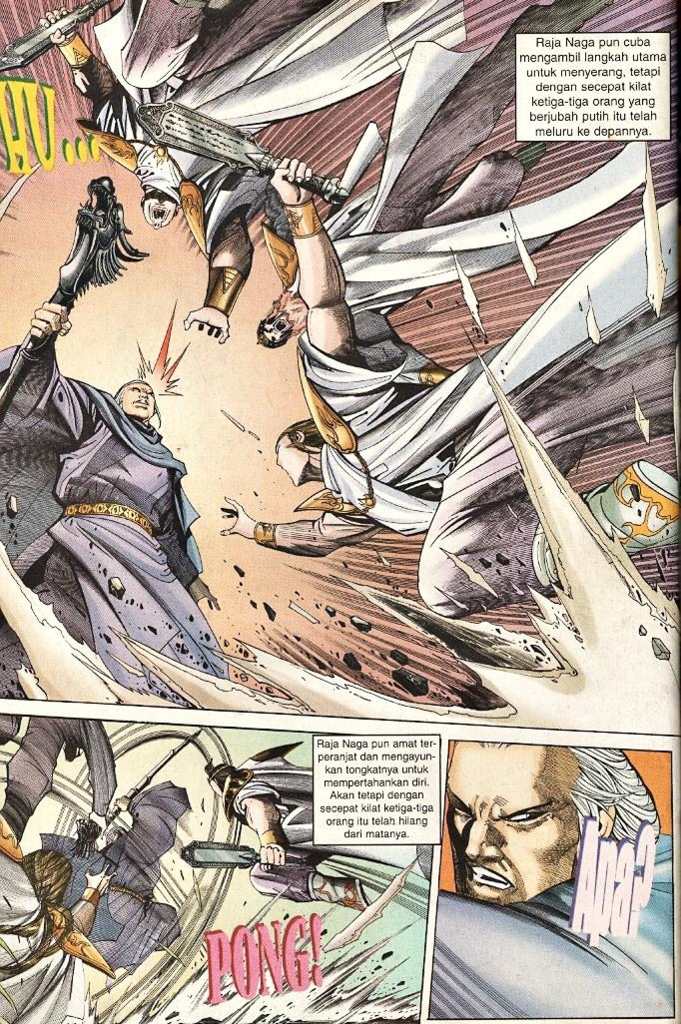 Raja Naga pun cuba
mengambil langkah utama
untuk menyerang, tetapi
dengan secepat kilat
ketiga-tiga orang yang
berjubah putih itu telah
meluru ke depannya.
HU...
Raja Naga pun amat ter-
peranjat dan mengayun-
kan tongkatnya untuk
mempertahankan diri.
Akan tetapi dengan
secepat kilat ketiga-tiga
orang itu telah hilang
dari matanya.
PONG!
Apa?